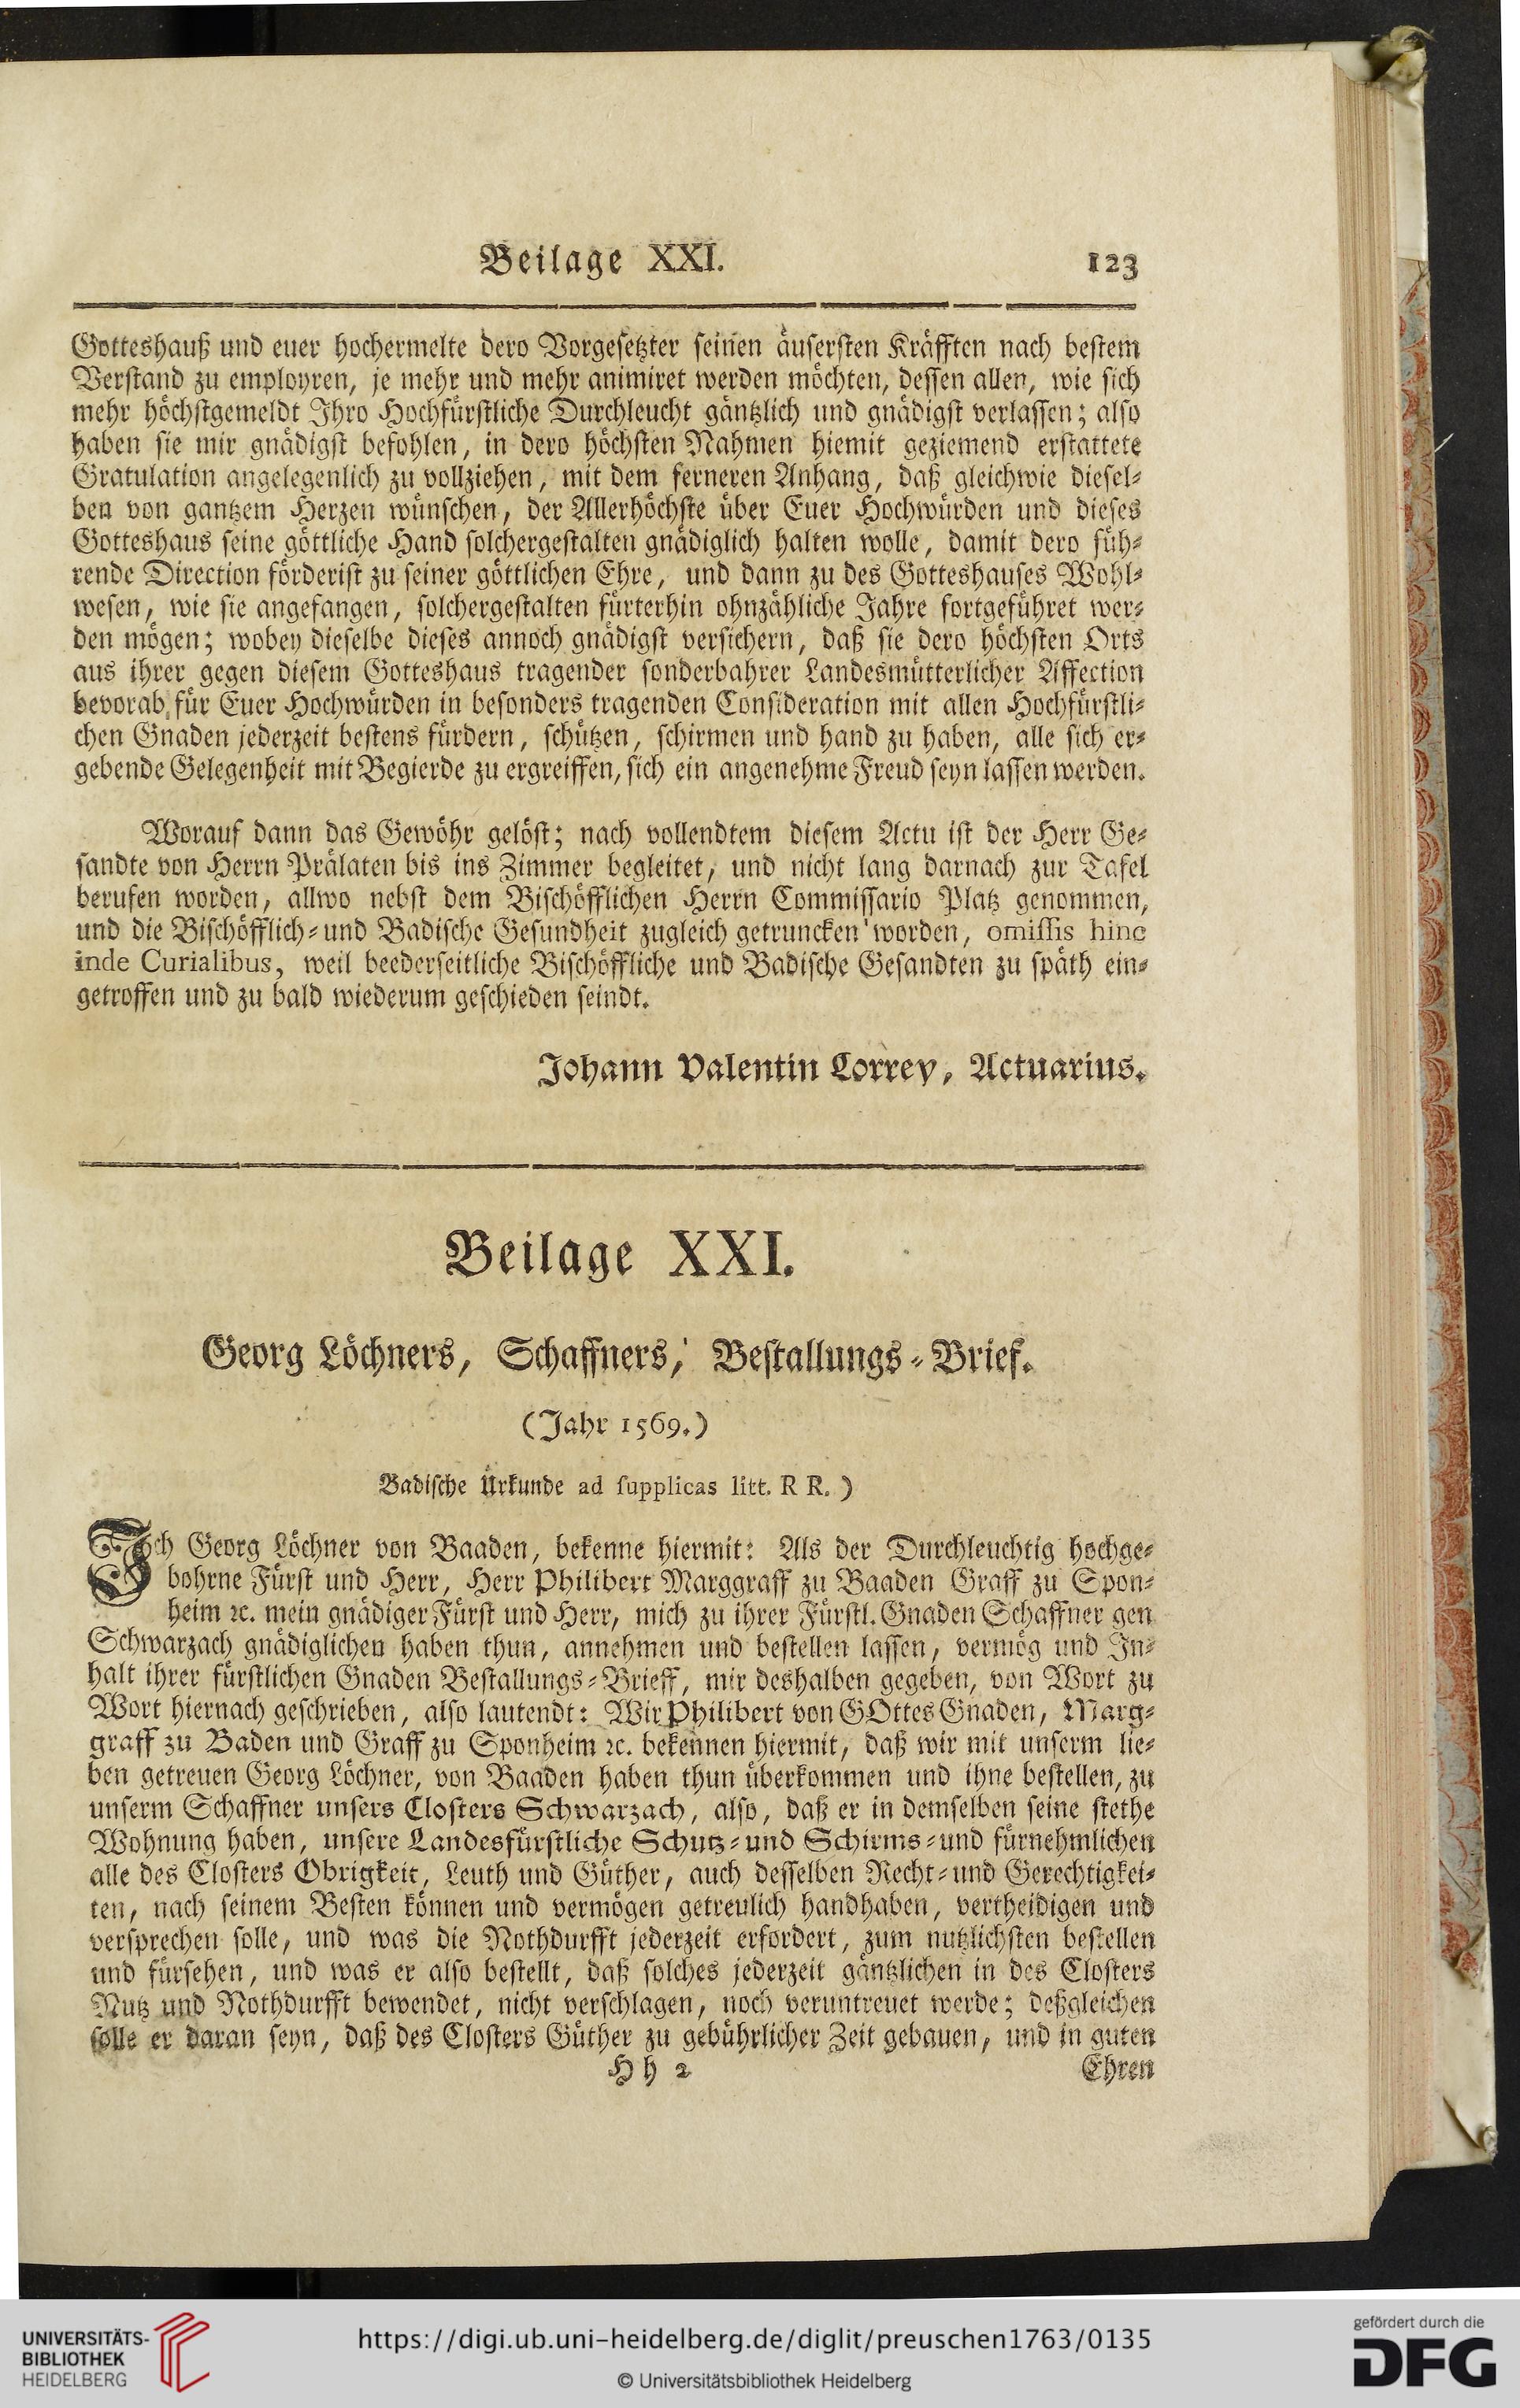 Beilage XXI. 123
Gotteshauß und euer hochermelte dero Vorgesetzter seinen äusersten Kräfften nach bestem
Verstand zu employren, je mehr und mehr animiret werden möchten, dessen allen, wie sich
mehr höchstgemeldt Ihro Hochfürstliche Durchleucht gäntzlich und gnädigst verlassen; also
haben sie mir gnädigst befohlen, in dero höchsten Nahmen hiemit geziemend erstattete
Gratulation angelegenlich zu vollziehen, mit dem ferneren Anhang, daß gleichwie diesel-
ben von gantzem Herzen wünschen, der Allerhöchste über Euer Hochwürden und dieses
Gotteshaus seine göttliche Hand solchergestalten gnädiglich halten wolle, damit dero füh-
rende Direction förderist zu seiner göttlichen Ehre, und dann zu des Gotteshauses Wohl-
wesen, wie sie angefangen, solchergestalten fürterhin ohnzähliche Jahre fortgeführet wer-
den mögen; wobey dieselbe dieses annoch gnädigst versichern, daß sie dero höchsten Orts
aus ihrer gegen diesem Gotteshaus tragender sonderbahrer Landesmütterlicher Affection
bevorab für Euer Hochwürden in besonders tragenden Consideration mit allen Hochfürstli-
chen Gnaden jederzeit bestens fürdern, schützen, schirmen und hand zu haben, alle sich er-
gebende Gelegenheit mit Begierde zu ergreiffen, sich ein angenehme Freud seyn lassen werden.
Worauf dann das Gewöhr gelöst; nach vollendtem diesem Actu ist der Herr Ge-
sandte von Herrn Prälaten bis ins Zimmer begleitet, und nicht lang darnach zur Tafel
berufen worden, allwo nebst dem Bischöfflichen Herrn Commissario Platz genommen,
und die Bischöfflich-und Badische Gesundheit zugleich getruncken worden, omissis hinc
inde Curialibus, weil beederseitliche Bischöffliche und Badische Gesandten zu späth ein-
getroffen und zu bald wiederum geschieden seindt.
Johann Valentin Lorrey, Actuarius.
Beilage XXI.
Georg Löchners, Schaffners, Bestallungs-Brief.
(Jahr 1569.)
Badische Urkunde ad supplicas litt. R R. )
Ich Georg Löchner von Baaden, bekenne hiermit: Als der Durchleuchtig hochge-
bohrne Fürst und Herr, Herr Philibert Marggraff zu Baaden Graff zu Spon-
heim ꝛc. mein gnädiger Fürst und Herr, mich zu ihrer Fürstl. Gnaden Schaffner gen
Schwarzach gnädiglichen haben thun, annehmen und bestellen lassen, vermög und In-
halt ihrer fürstlichen Gnaden Bestallungs-Brieff, mir deshalben gegeben, von Wort zu
Wort hiernach geschrieben, also lautendt: Wir Philibert von GOttes Gnaden, Marg-
graff zu Baden und Graff zu Sponheim ꝛc. bekennen hiermit, daß wir mit unserm lie-
ben getreuen Georg Löchner, von Baaden haben thun überkommen und ihne bestellen, zu
unserm Schaffner unsers Closters Schwarzach, also, daß er in demselben seine stethe
Wohnung haben, unsere Landesfürstliche Schutz-und Schirms-und fürnehmlichen
alle des Closters Obrigkeit, Leuth und Güther, auch desselben Recht-und Gerechtigkei-
ten, nach seinem Besten können und vermögen getreulich handhaben, vertheidigen und
versprechen solle, und was die Nothdurfft jederzeit erfordert, zum nutzlichsten bestellen
und fürsehen, und was er also bestellt, daß solches jederzeit gäntzlichen in des Closters
Nutz und Nothdurfft bewendet, nicht verschlagen, noch veruntreuet werde; deßgleichen
solle er daran seyn, daß des Closters Güther zu gebührlicher Zeit gebauen, und in guten
H h 2 Ehren
UNIVERSITÄTS-
BIBLIOTHEK
HEIDELBERG
https://digi.ub.uni-heidelberg.de/diglit/preuschen1763/0135
© Universitätsbibliothek Heidelberg
gefördert durch die
DFG